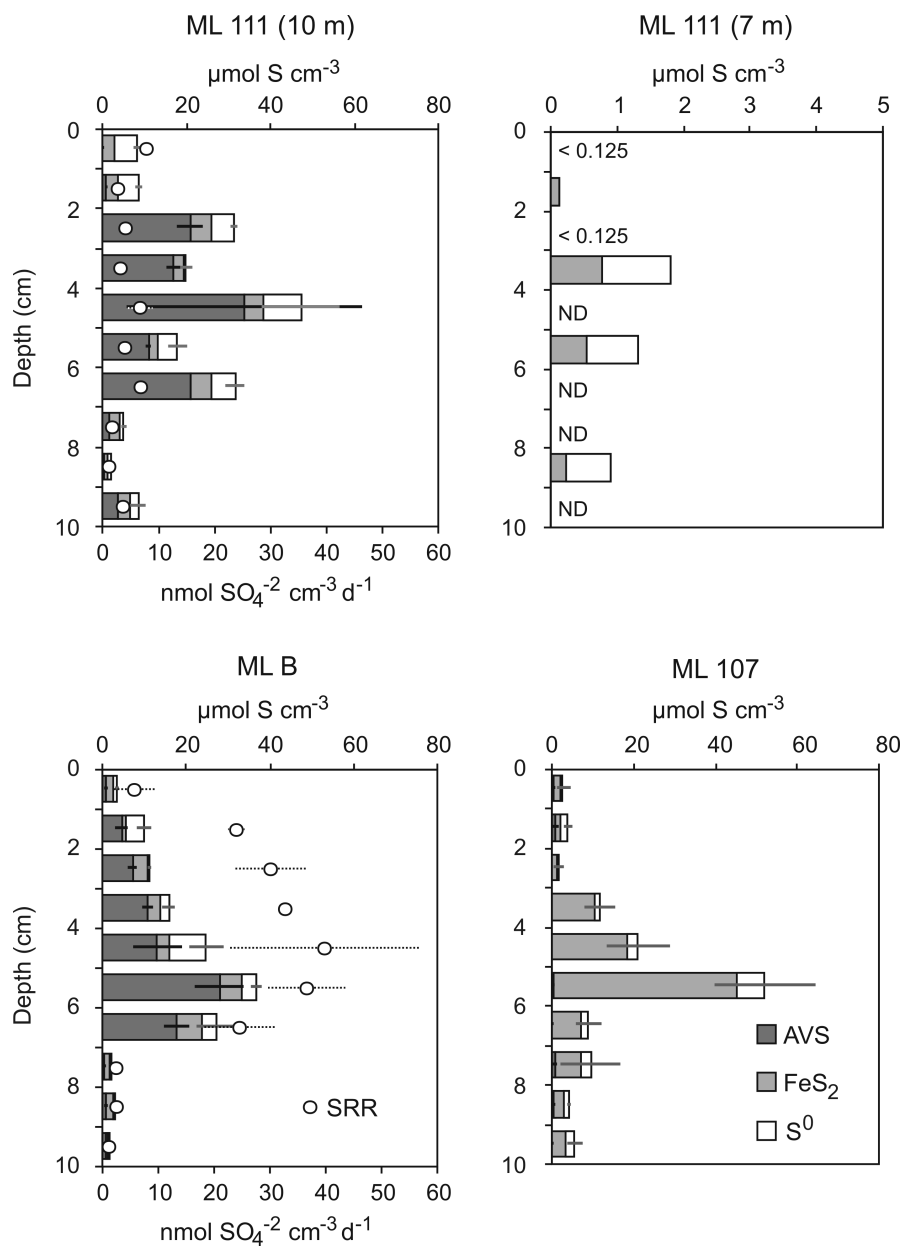 ML 111 (10 m)
µmol S cm-3
0 20 40 60 80
0
2
4
6
8
10
Depth (cm)
0 10 20 30 40 50 60
nmol SO4-2 cm-3 d-1
ML 111 (7 m)
µmol S cm-3
0 1 2 3 4 5
0
< 0.125
2
< 0.125
4
ND
6
ND
ND
8
ND
10
ML B
µmol S cm-3
0 20 40 60 80
0
2
4
6
8
10
Depth (cm)
SRR
0 10 20 30 40 50 60
nmol SO4-2 cm-3 d-1
ML 107
µmol S cm-3
0 20 40 60 80
0
2
4
6
8
10
AVS
FeS2
S0